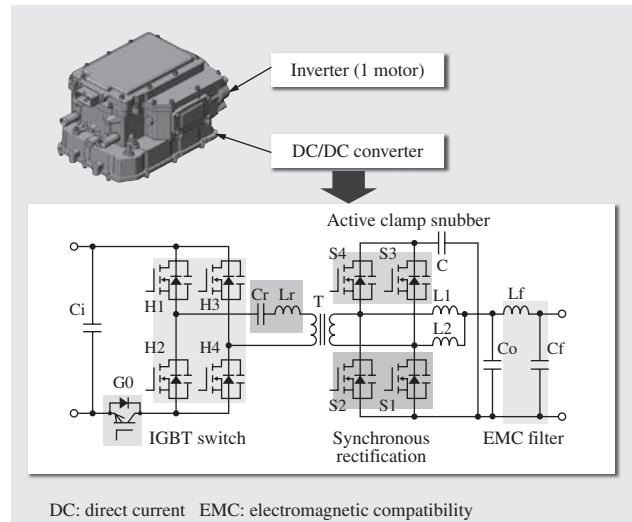 Inverter (1 motor)
DC/DC converter
Active clamp snubber
S4
S3
C
Ci
H1
H3
Cr
Lr
T
L1
Lf
L2
H2
H4
Co
Cf
G0
S2
S1
IGBT switch
Synchronous
rectification
EMC filter
DC: direct current EMC: electromagnetic compatibility